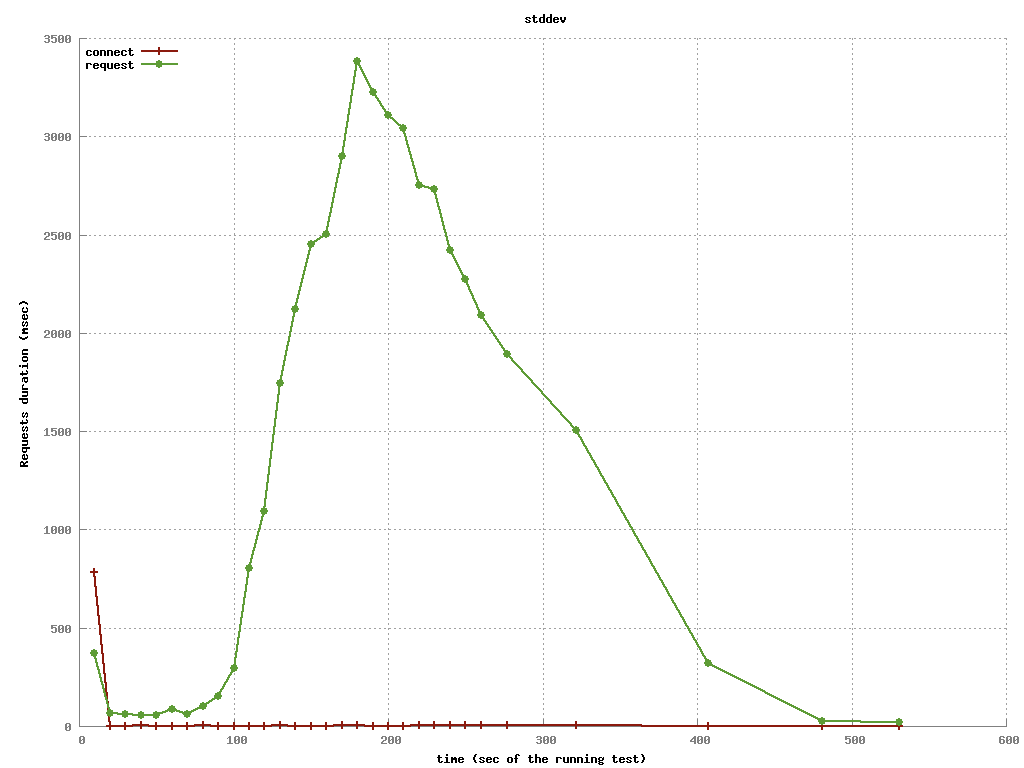 stddev
connect
request
3500
3000
2500
2000
1500
1000
500
0
Requests duration (msec)
0 100 200 300 400 500 600
time (sec of the running test)